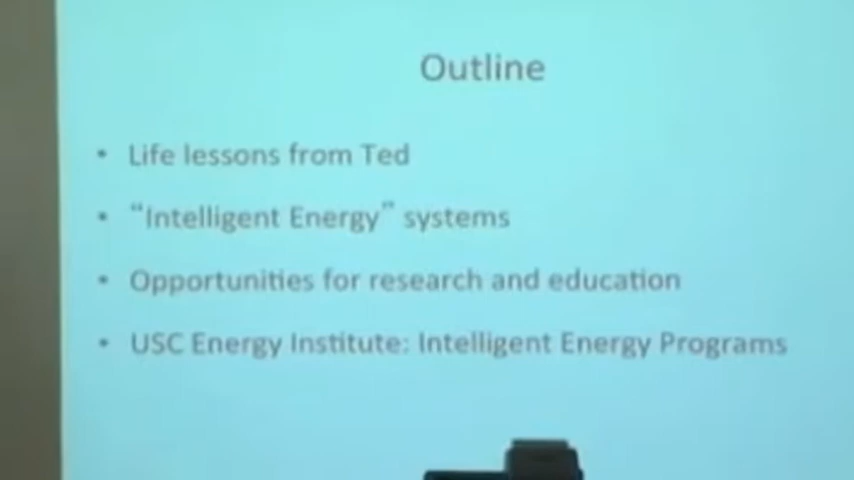 Outline
• Life lessons from Ted
• “Intelligent Energy” systems
• Opportunities for research and education
• USC Energy Institute: Intelligent Energy Programs